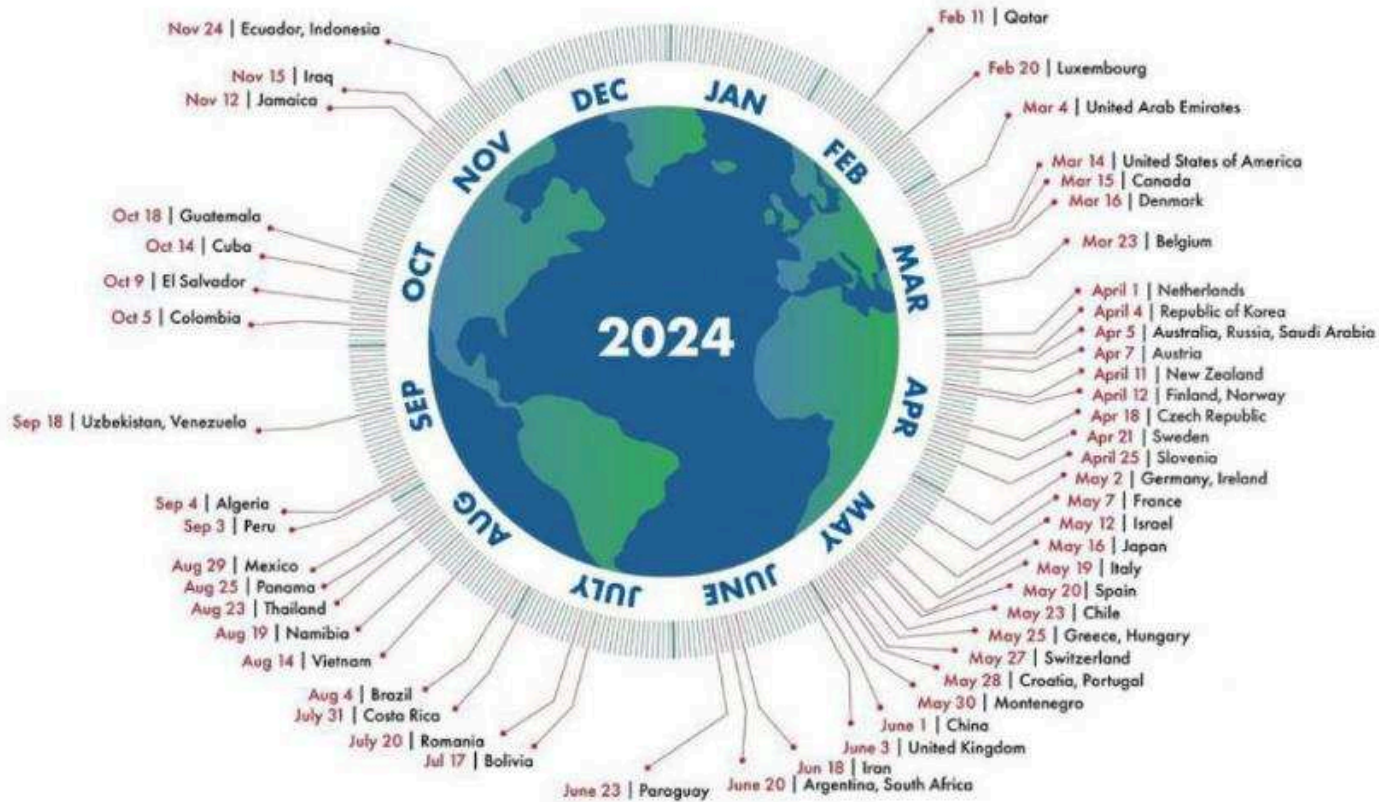 Nov 24 | Ecuador, Indonesia
Nov 15 | Iraq
Nov 12 | Jamaica
Oct 18 | Guatemala
Oct 14 | Cuba
Oct 9 | El Salvador
Oct 5 | Colombia
Sep 18 | Uzbekistan, Venezuela
Sep 4 | Algeria
Sep 3 | Peru
Aug 29 | Mexico
Aug 25 | Panama
Aug 23 | Thailand
Aug 19 | Namibia
Aug 14 | Vietnam
Aug 4 | Brazil
July 31 | Costa Rica
July 20 | Romania
Jul 17 | Bolivia
DEC
JAN
NOV
FEB
OCT
MAR
2024
SEP
APR
AUG
MAY
JULY
JUNE
Feb 11 | Qatar
Feb 20 | Luxembourg
Mar 4 | United Arab Emirates
Mar 14 | United States of America
Mar 15 | Canada
Mar 16 | Denmark
Mar 23 | Belgium
April 1 | Netherlands
April 4 | Republic of Korea
Apr 5 | Australia, Russia, Saudi Arabia
Apr 7 | Austria
April 11 | New Zealand
April 12 | Finland, Norway
Apr 18 | Czech Republic
Apr 21 | Sweden
April 25 | Slovenia
May 2 | Germany, Ireland
May 7 | France
May 12 | Israel
May 16 | Japan
May 19 | Italy
May 20| Spain
May 23 | Chile
May 25 | Greece, Hungary
May 27 | Switzerland
May 28 | Croatia, Portugal
May 30 | Montenegro
June 1 | China
June 3 | United Kingdom
Jun 18 | Iran
June 20 | Argentina, South Africa
June 23 | Paraguay